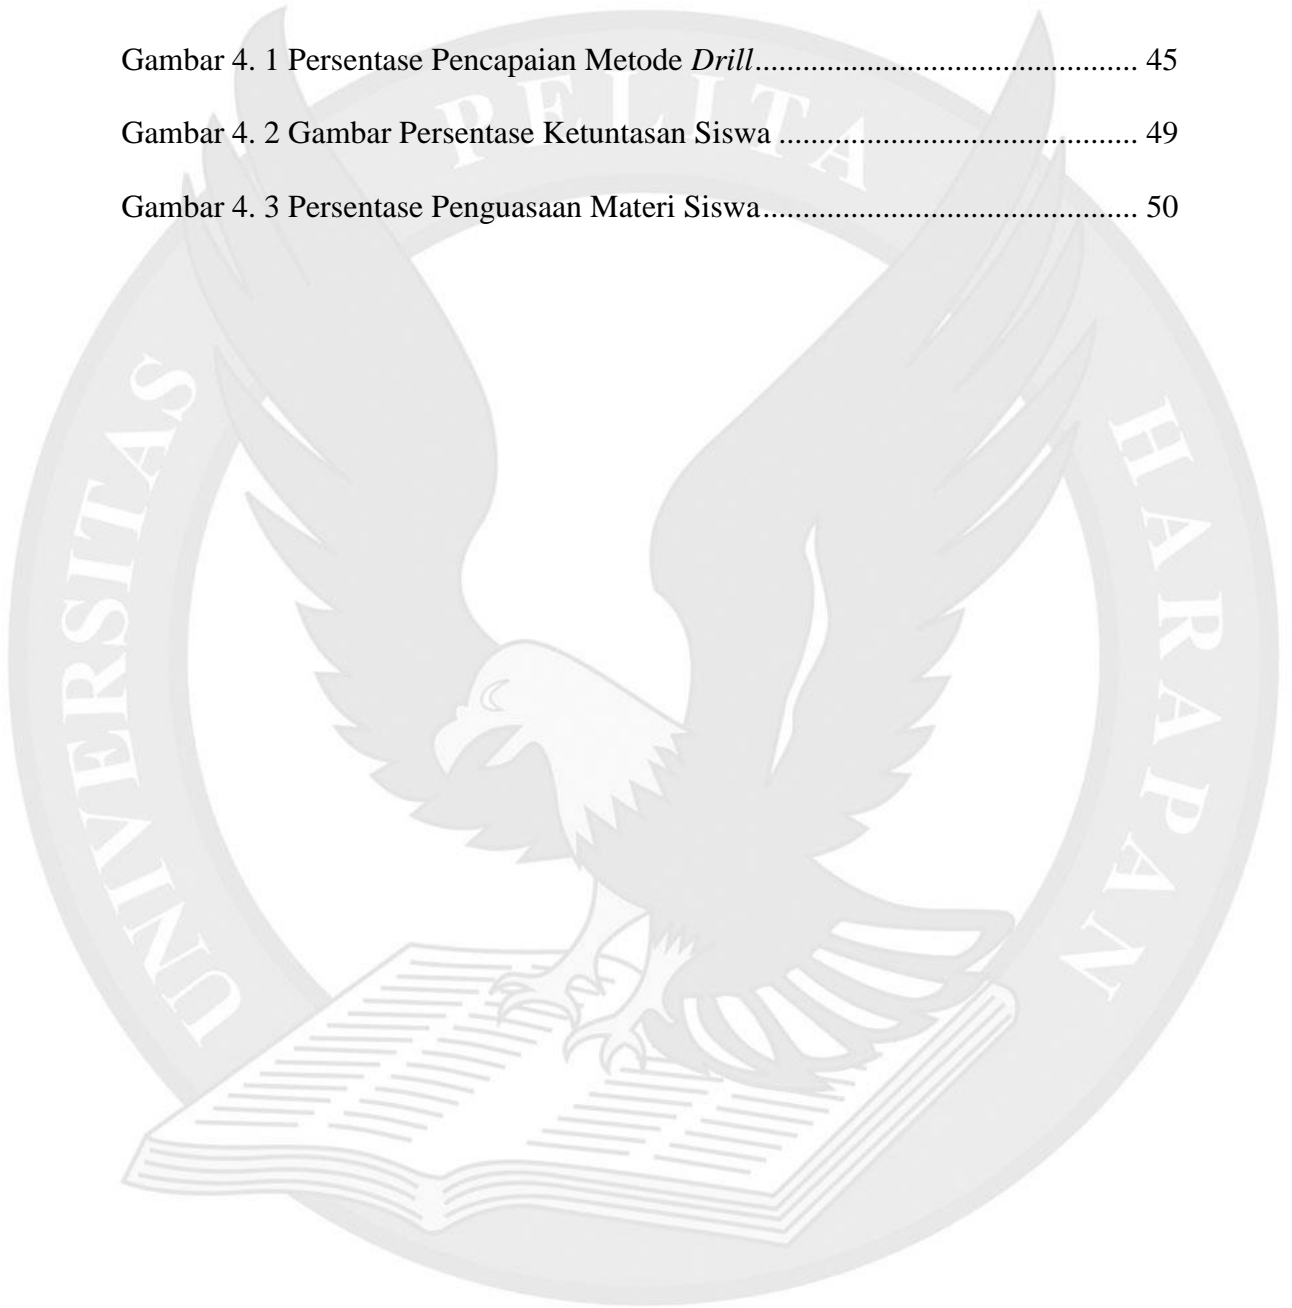 Gambar 4. 1 Persentase Pencapaian Metode Drill............................................... 45
Gambar 4. 2 Gambar Persentase Ketuntasan Siswa ............................................ 49
Gambar 4. 3 Persentase Penguasaan Materi Siswa.............................................. 50
UNIVERSITAS PELITA HARAPAN